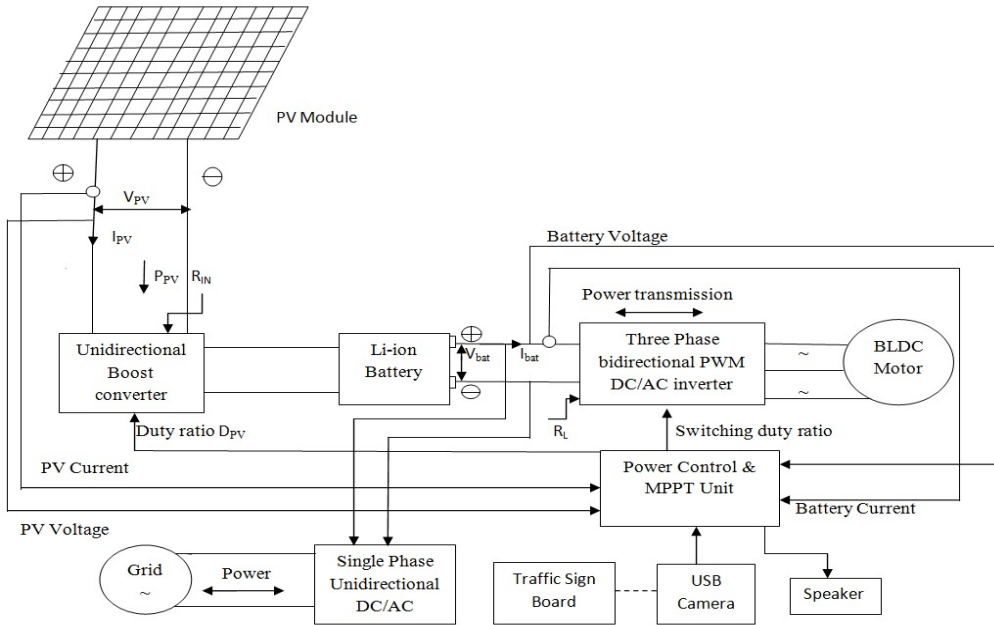 PV Module
V_PV
I_PV
P_PV
R_IN
Battery Voltage
Power transmission
Unidirectional
Boost
converter
Li-ion
Battery
V_bat
I_bat
Three Phase
bidirectional PWM
DC/AC inverter
~
~
BLDC
Motor
R_L
Duty ratio D_PV
Switching duty ratio
PV Current
Power Control &
MPPT Unit
PV Voltage
Battery Current
Grid
~
Power
Single Phase
Unidirectional
DC/AC
Traffic Sign
Board
USB
Camera
Speaker